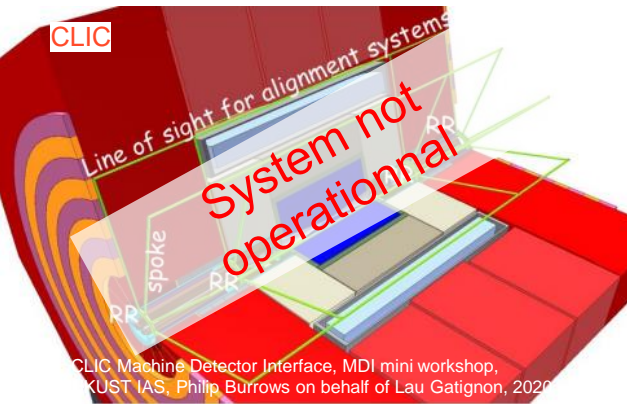 CLIC
Line of sight for alignment systems
System not
operationnal
RR
spoke
RR
RR
CLIC Machine Detector Interface, MDI mini workshop,
KUST IAS, Philip Burrows on behalf of Lau Gatignon, 2020